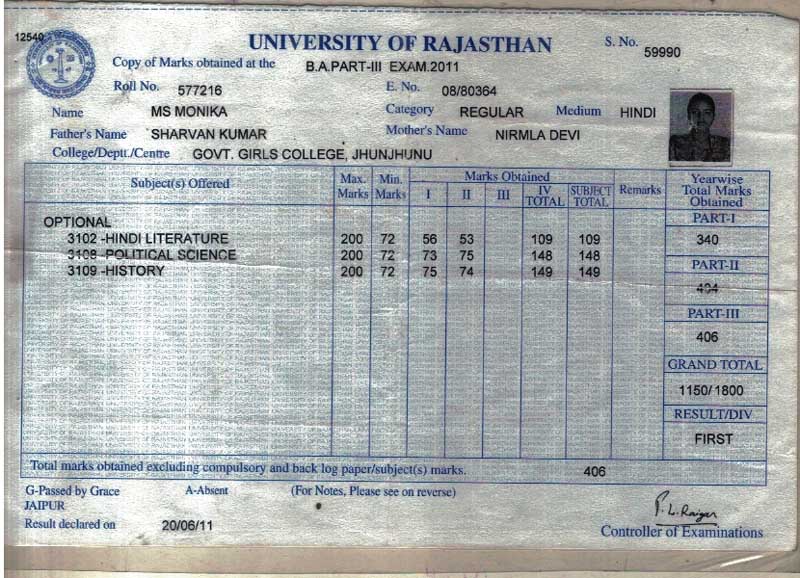 12540
UNIVERSITY OF RAJASTHAN
S. No. 59990
Copy of Marks obtained at the B.A.PART-III EXAM.2011
Roll No. 577216 E. No. 08/80364
Name MS MONIKA Category REGULAR Medium HINDI
Father's Name SHARVAN KUMAR Mother's Name NIRMLA DEVI
College/Deptt./Centre GOVT. GIRLS COLLEGE, JHUNJHUNU
Subject(s) Offered Max. Marks Min. Marks Marks Obtained I II III IV TOTAL SUBJECT TOTAL Remarks Yearwise Total Marks Obtained
OPTIONAL
3102 -HINDI LITERATURE 200 72 56 53 109 109
3108 -POLITICAL SCIENCE 200 72 73 75 148 148
3109 -HISTORY 200 72 75 74 149 149
PART-I
340
PART-II
404
PART-III
406
GRAND TOTAL
1150/1800
RESULT/DIV
FIRST
Total marks obtained excluding compulsory and back log paper/subject(s) marks. 406
G-Passed by Grace A-Absent (For Notes, Please see on reverse)
JAIPUR
Result declared on 20/06/11
P. L. Raigar
Controller of Examinations